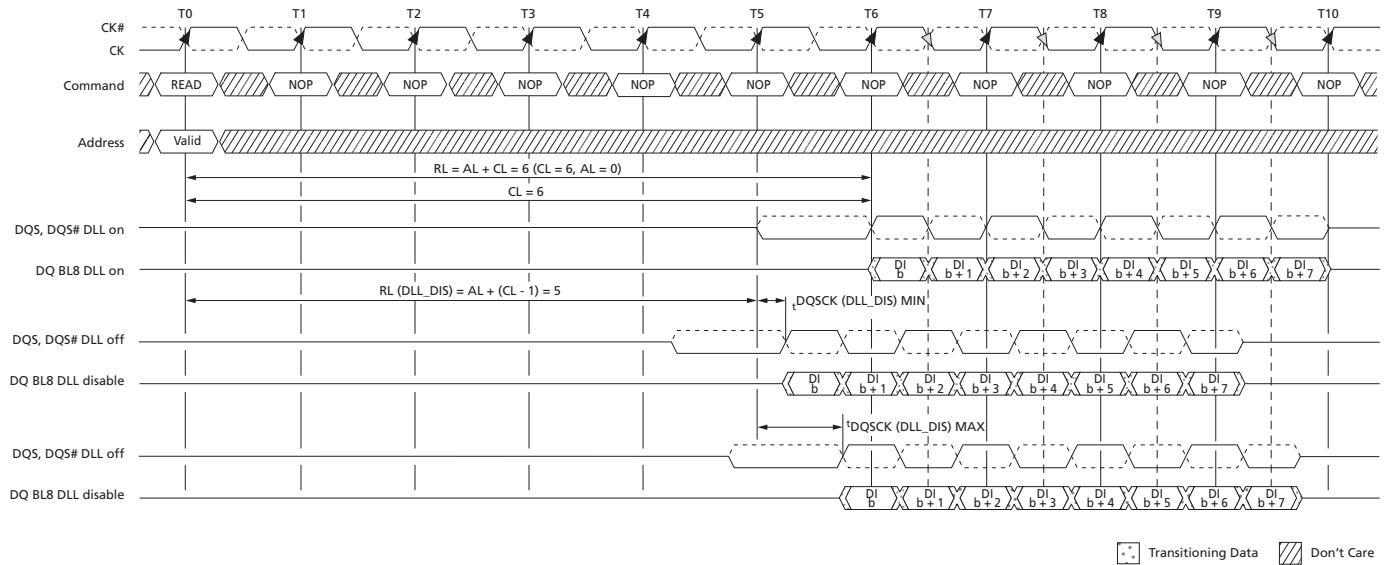 T0 T1 T2 T3 T4 T5 T6 T7 T8 T9 T10
CK#
CK
Command READ NOP NOP NOP NOP NOP NOP NOP NOP NOP NOP
Address Valid
RL = AL + CL = 6 (CL = 6, AL = 0)
CL = 6
DQS, DQS# DLL on
DQ BL8 DLL on DI b DI b + 1 DI b + 2 DI b + 3 DI b + 4 DI b + 5 DI b + 6 DI b + 7
RL (DLL_DIS) = AL + (CL - 1) = 5
tDQSCK (DLL_DIS) MIN
DQS, DQS# DLL off
DQ BL8 DLL disable DI b DI b + 1 DI b + 2 DI b + 3 DI b + 4 DI b + 5 DI b + 6 DI b + 7
tDQSCK (DLL_DIS) MAX
DQS, DQS# DLL off
DQ BL8 DLL disable DI b DI b + 1 DI b + 2 DI b + 3 DI b + 4 DI b + 5 DI b + 6 DI b + 7
Transitioning Data Don't Care